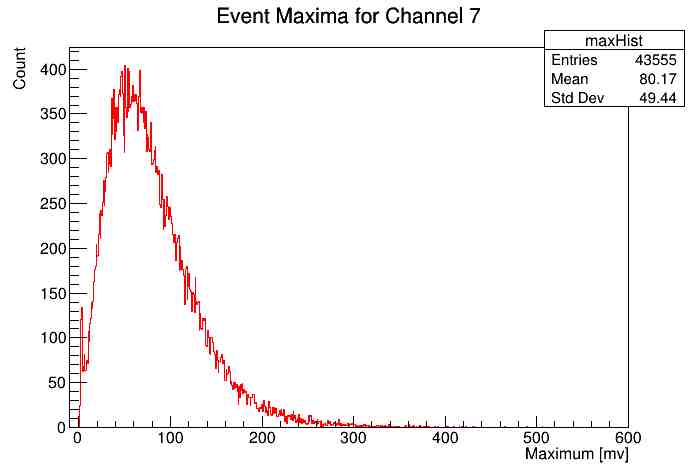 Event Maxima for Channel 7
maxHist
Entries 43555
Mean 80.17
Std Dev 49.44
Count
400
350
300
250
200
150
100
50
0
0 100 200 300 400 500 600
Maximum [mv]